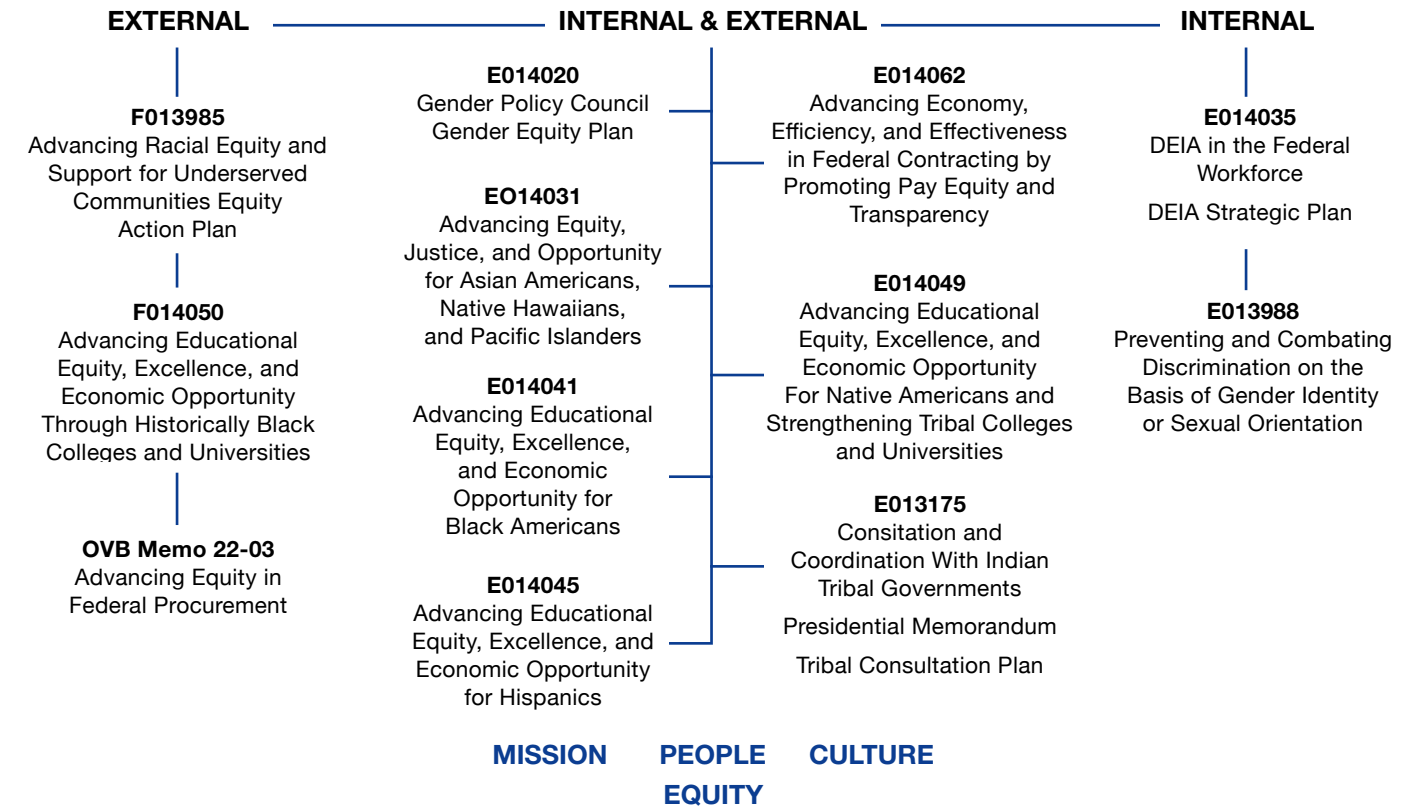 EXTERNAL
INTERNAL & EXTERNAL
INTERNAL
F013985
Advancing Racial Equity and
Support for Underserved
Communities Equity
Action Plan
F014050
Advancing Educational
Equity, Excellence, and
Economic Opportunity
Through Historically Black
Colleges and Universities
OVB Memo 22-03
Advancing Equity in
Federal Procurement
E014020
Gender Policy Council
Gender Equity Plan
EO14031
Advancing Equity,
Justice, and Opportunity
for Asian Americans,
Native Hawaiians,
and Pacific Islanders
E014041
Advancing Educational
Equity, Excellence,
and Economic
Opportunity for
Black Americans
E014045
Advancing Educational
Equity, Excellence, and
Economic Opportunity
for Hispanics
E014062
Advancing Economy,
Efficiency, and Effectiveness
in Federal Contracting by
Promoting Pay Equity and
Transparency
E014049
Advancing Educational
Equity, Excellence, and
Economic Opportunity
For Native Americans and
Strengthening Tribal Colleges
and Universities
E013175
Consitation and
Coordination With Indian
Tribal Governments
Presidential Memorandum
Tribal Consultation Plan
E014035
DEIA in the Federal
Workforce
DEIA Strategic Plan
E013988
Preventing and Combating
Discrimination on the
Basis of Gender Identity
or Sexual Orientation
MISSION PEOPLE CULTURE
EQUITY